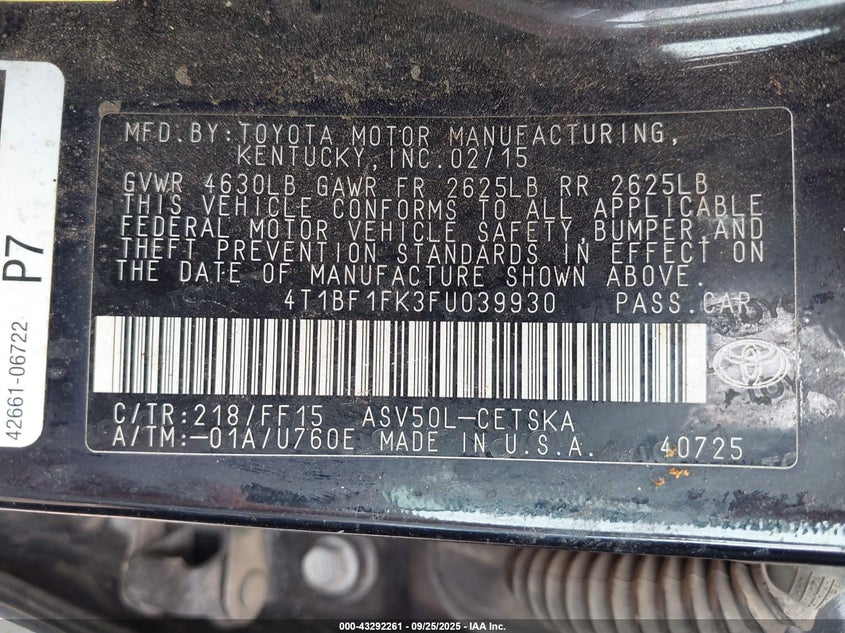 MFD.BY:TOYOTA MOTOR MANUFACTURING,
KENTUCKY,INC.02/15
GVWR 4630LB GAWR FR 2625LB RR 2625LB
THIS VEHICLE CONFORMS TO ALL APPLICABLE
FEDERAL MOTOR VEHICLE SAFETY,BUMPER,AND
THEFT PREVENTION STANDARDS IN EFFECT ON
THE DATE OF MANUFACTURE SHOWN ABOVE.
4T1BF1FK3FU039930 PASS.CAR
C/TR:218/FF15 ASV50L-CETSKA
A/TM:-01A/U760E MADE IN U.S.A. 40725
P7
42661-06722
000-43292261 - 09/25/2025 - IAA Inc.